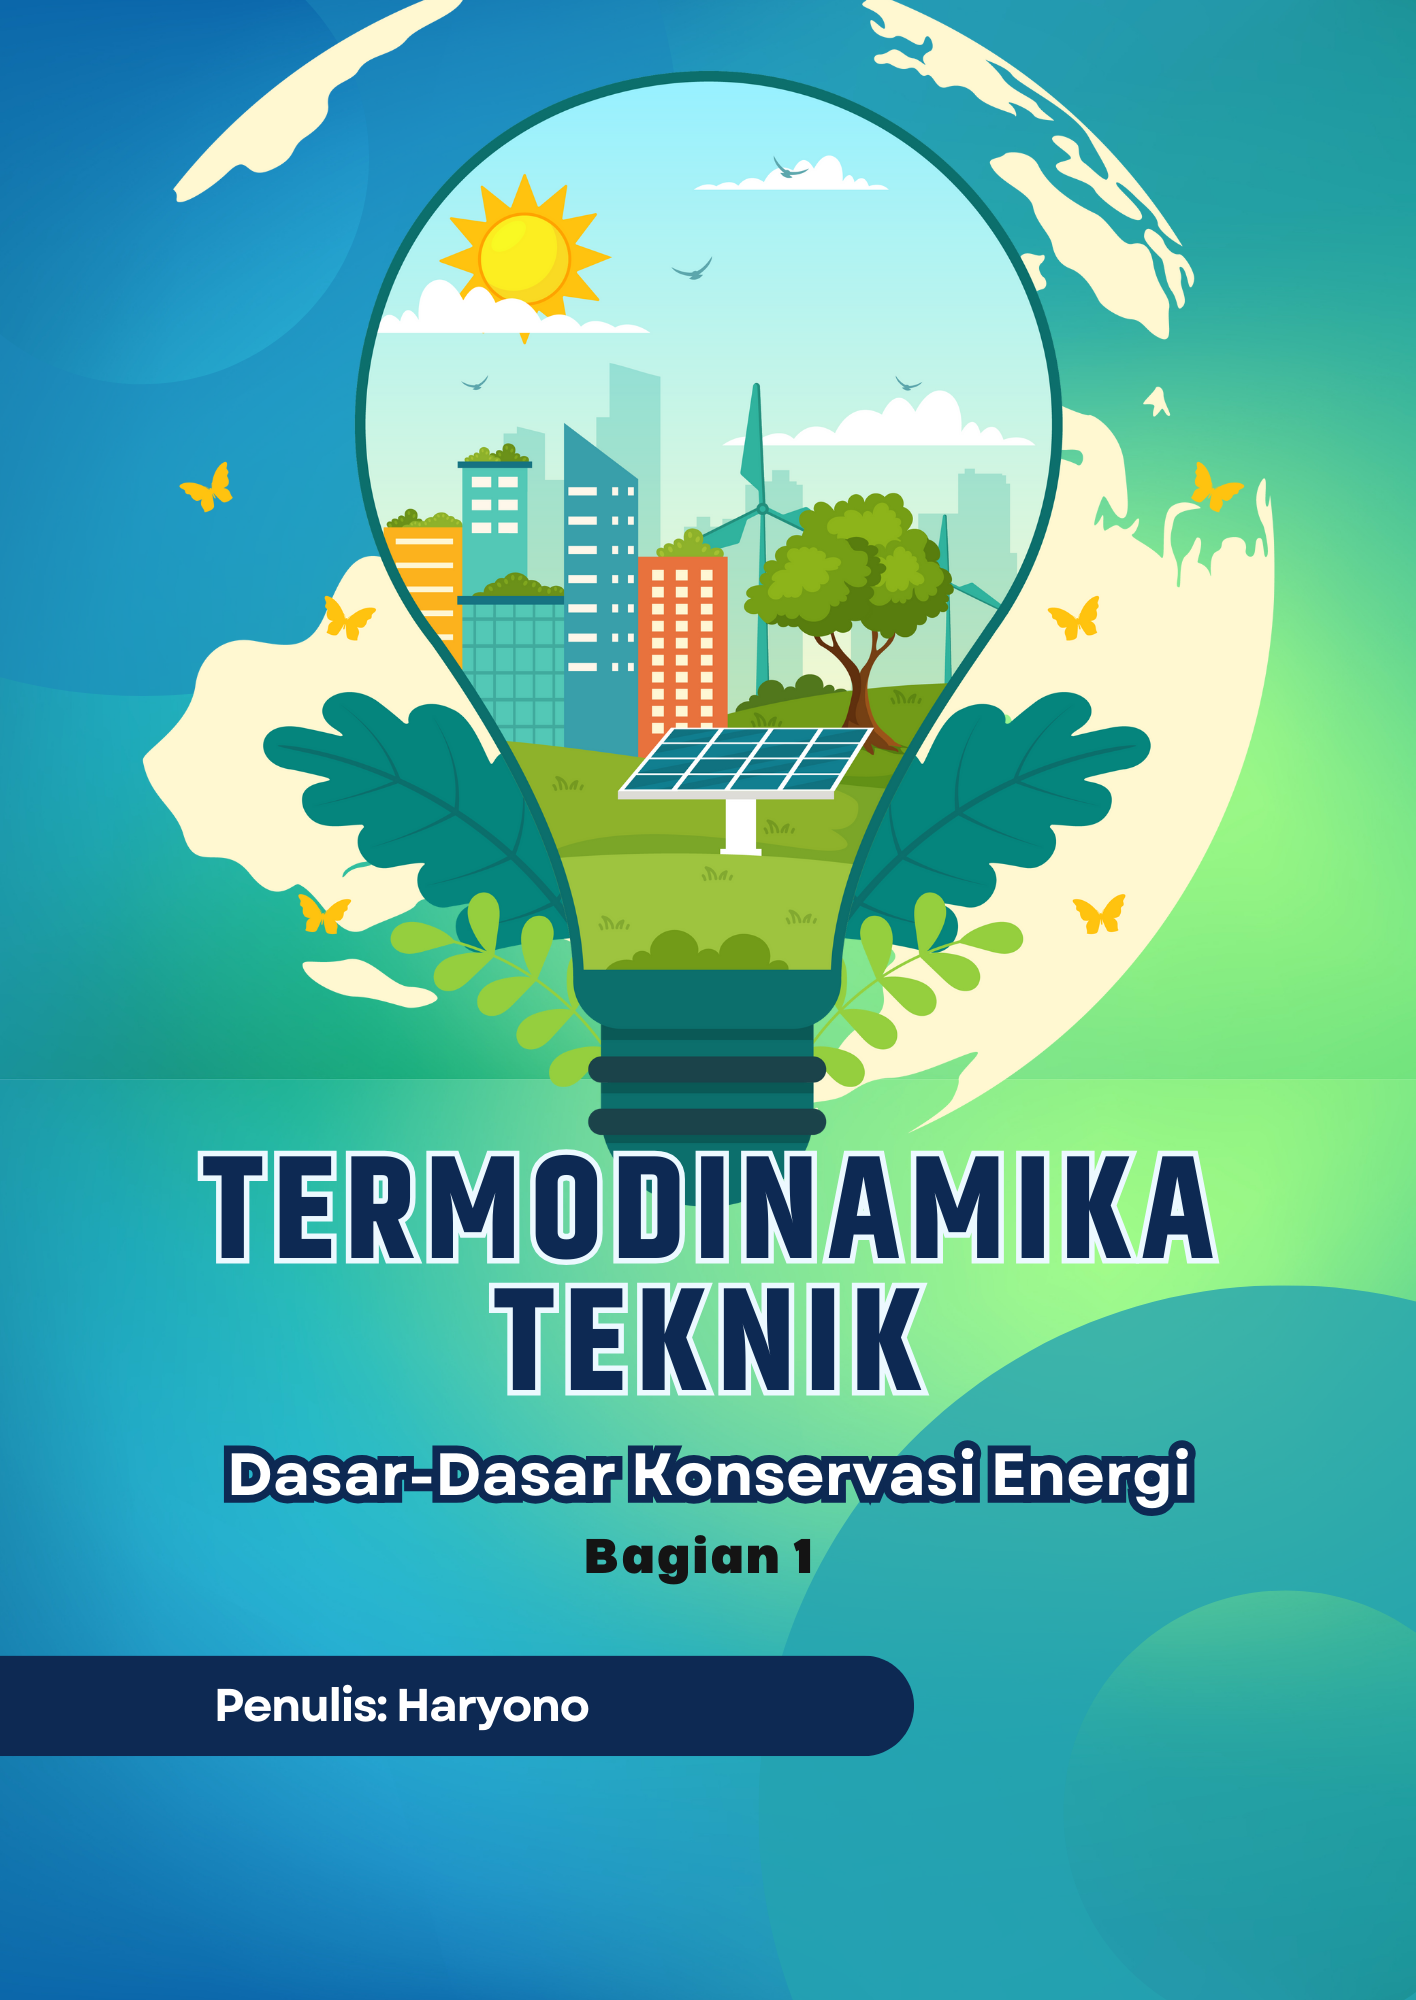 TERMODINAMIKA
TEKNIK
Dasar-Dasar Konservasi Energi
Bagian 1
Penulis: Haryono